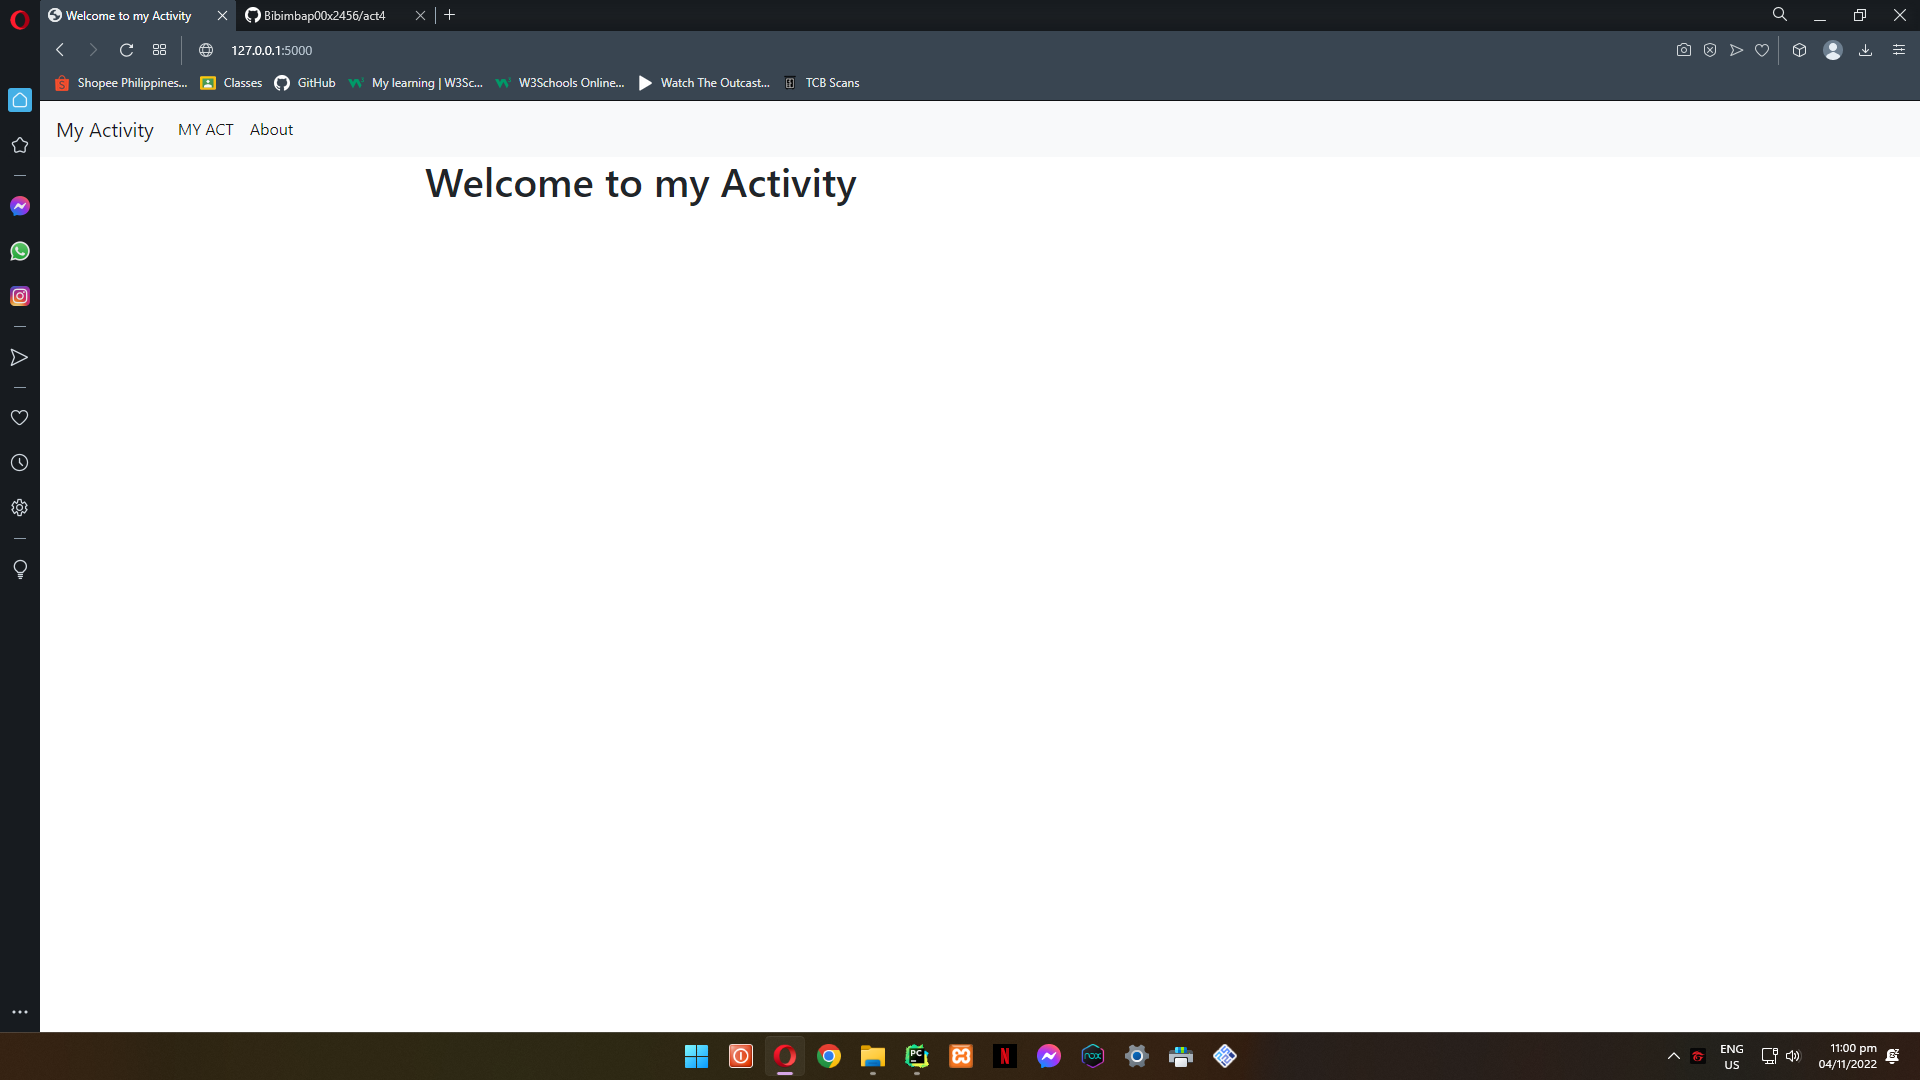 Welcome to my Activity
Bibimbap00x2456/act4
127.0.0.1:5000
Shopee Philippines...
Classes
GitHub
My learning | W3Sc...
W3Schools Online...
Watch The Outcast...
TCB Scans
My Activity
MY ACT
About
Welcome to my Activity
PC
N
nox
ENG
US
11:00 pm
04/11/2022